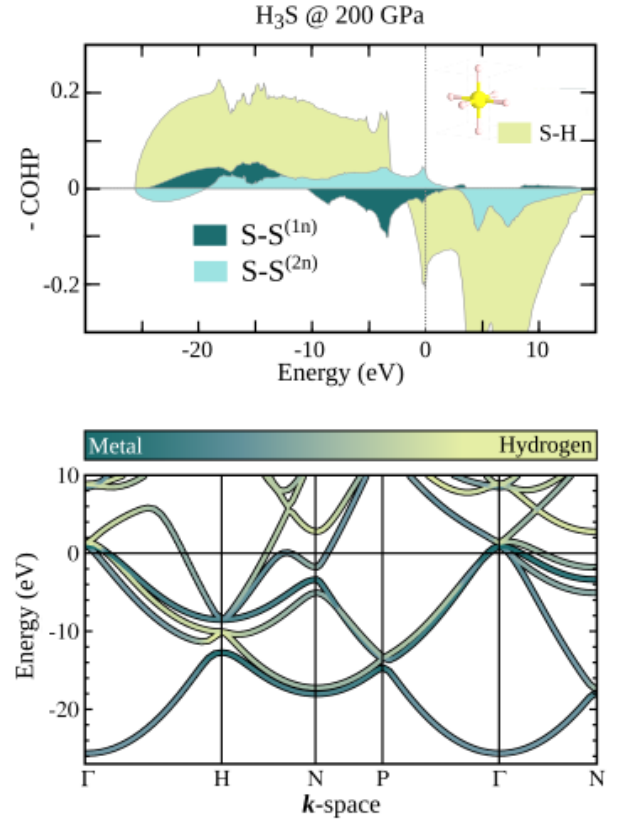 H₃S @ 200 GPa
0.2
0
-0.2
- COHP
S-H
S-S⁽¹ⁿ⁾
S-S⁽²ⁿ⁾
-20 -10 0 10
Energy (eV)
Metal Hydrogen
10
0
-10
-20
Energy (eV)
Γ H N P Γ N
k-space